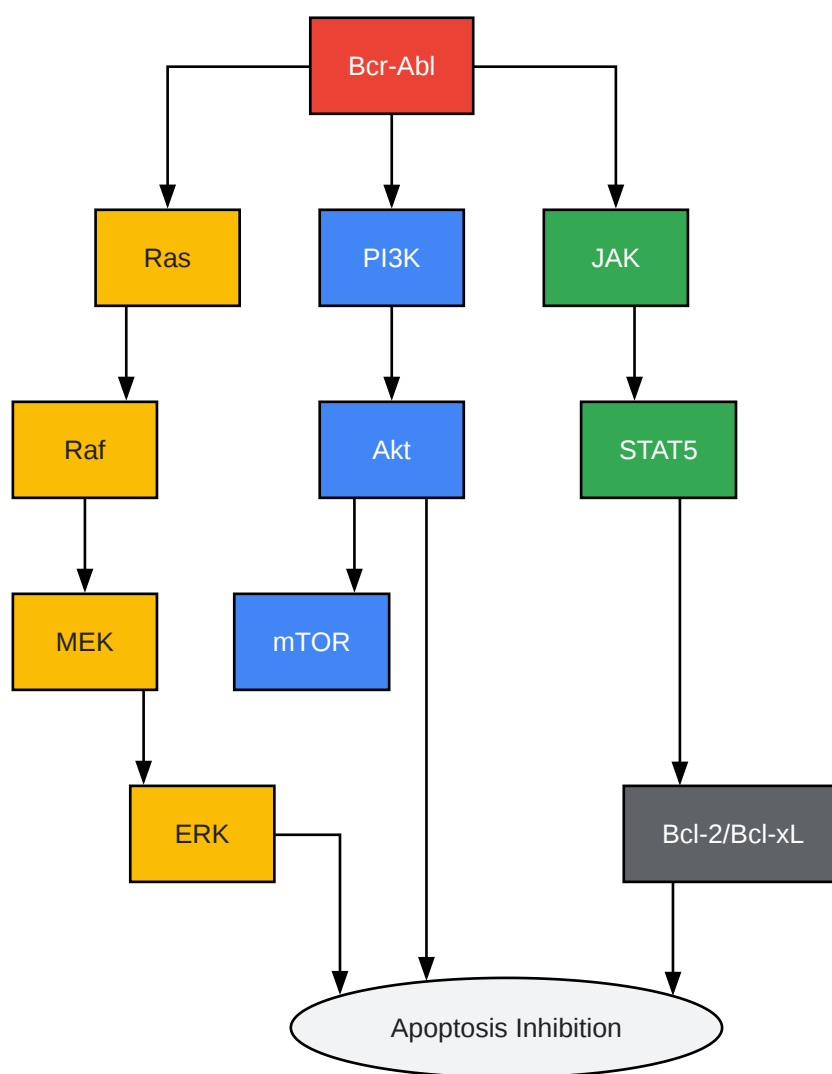 Bcr-Abl
Ras
PI3K
JAK
Raf
Akt
STAT5
MEK
mTOR
ERK
Bcl-2/Bcl-xL
Apoptosis Inhibition